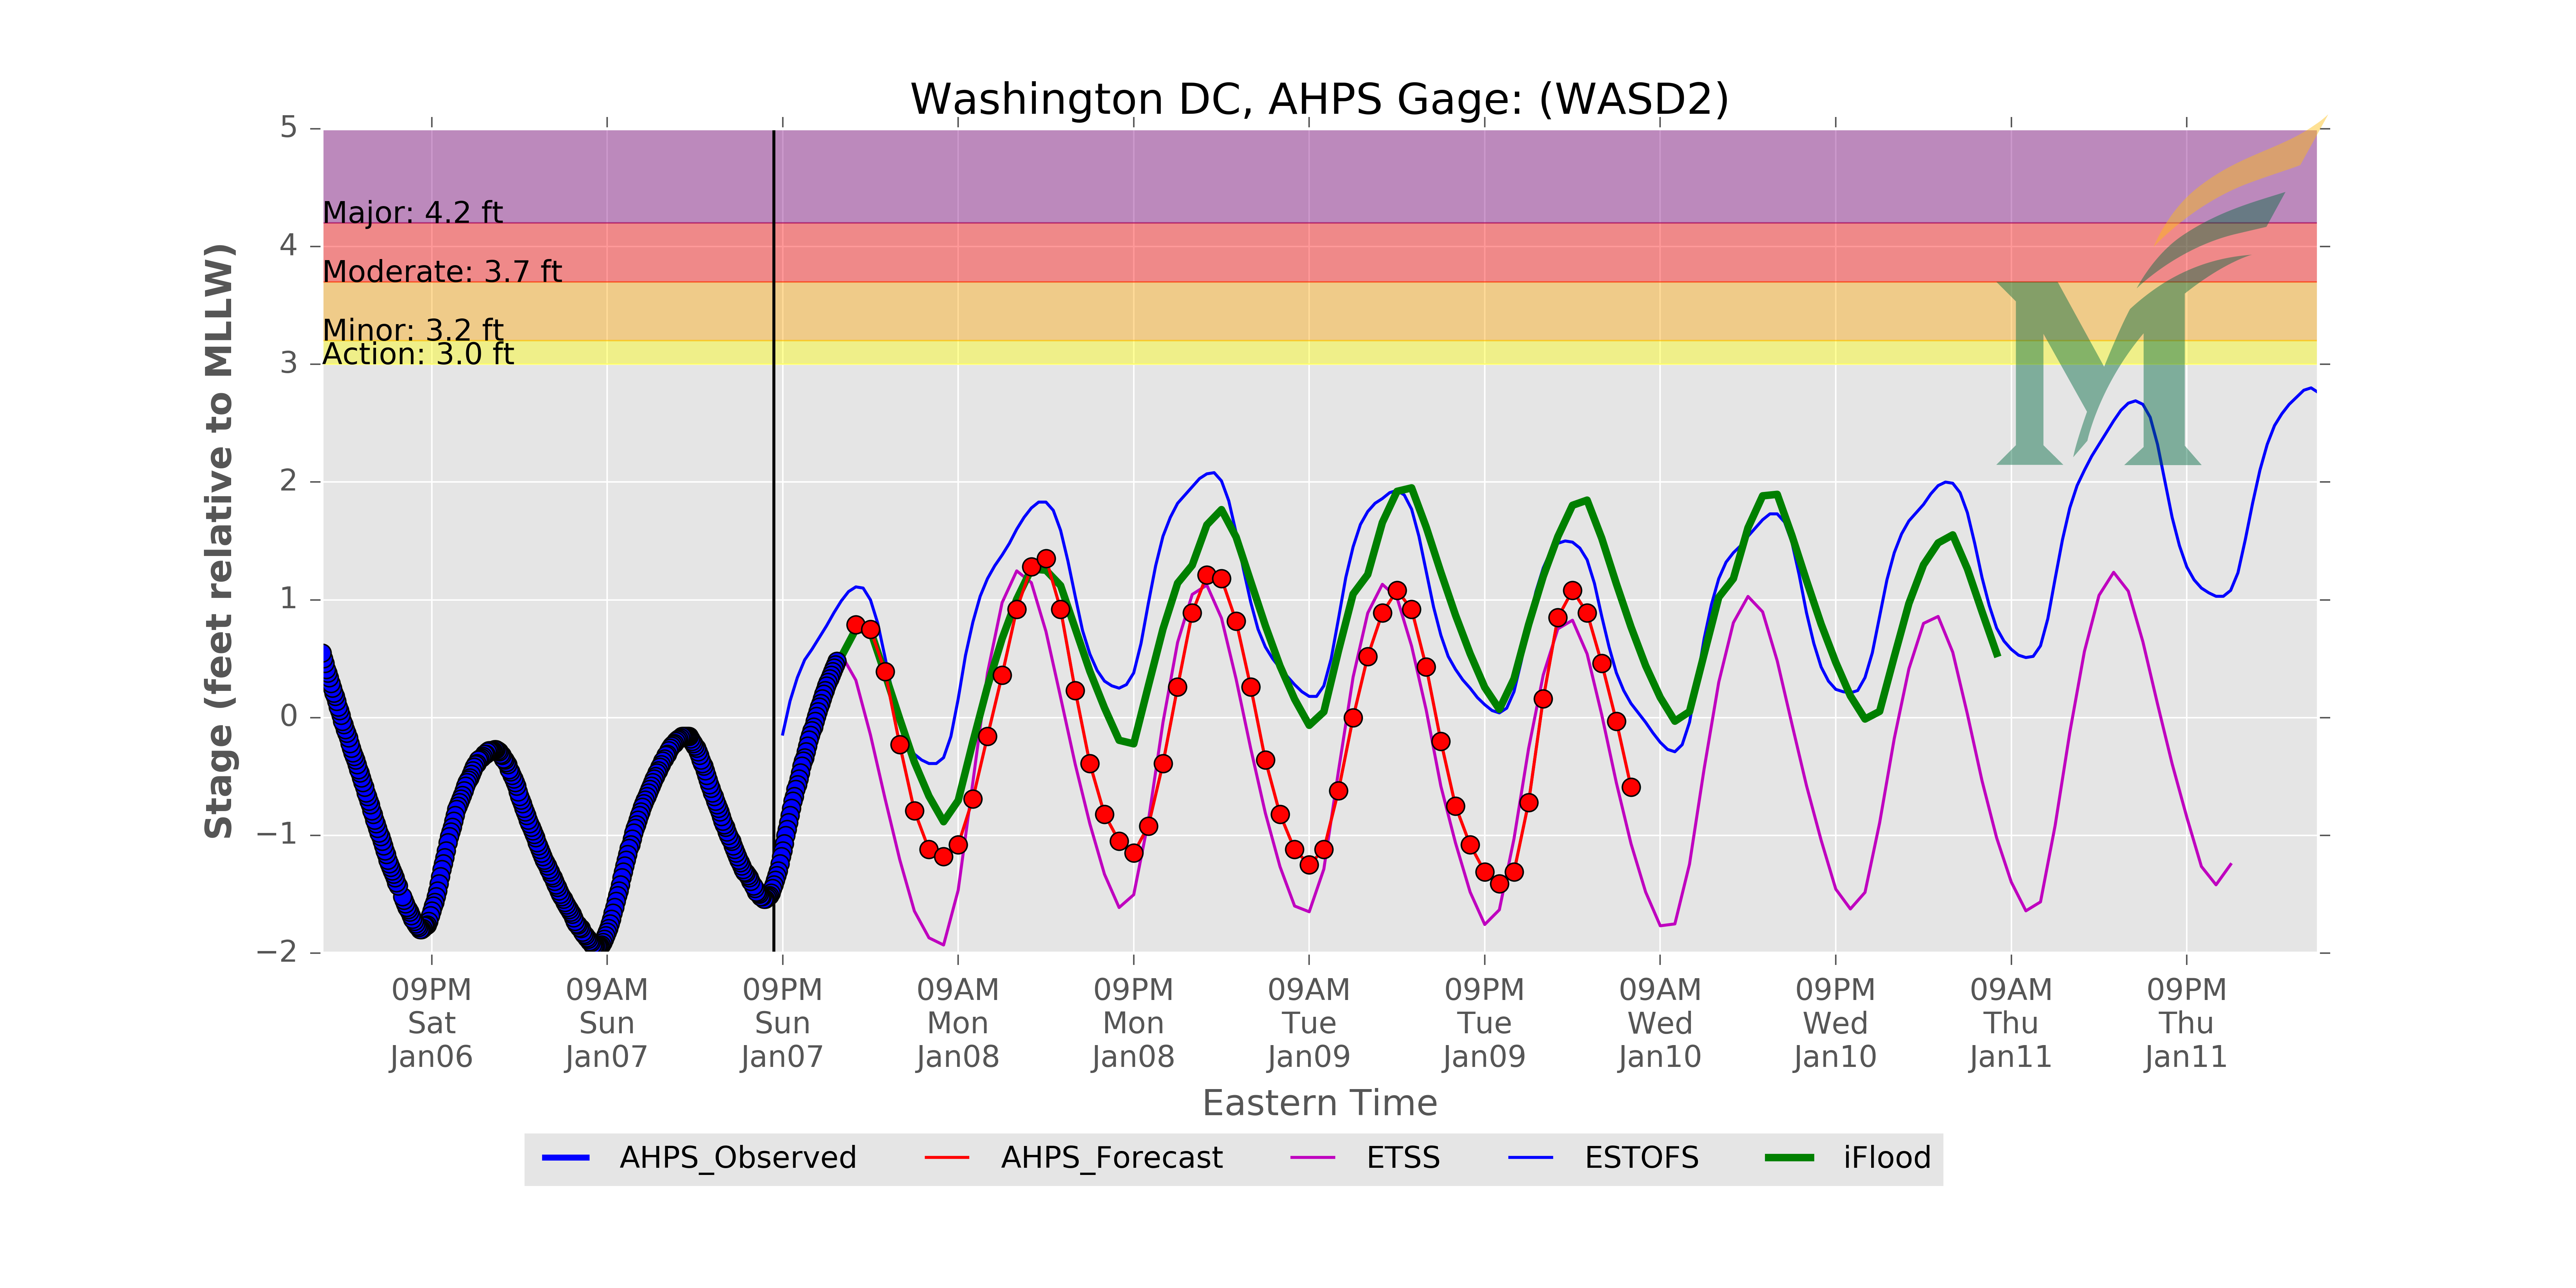 Washington DC, AHPS Gage: (WASD2)
5
4
3
2
1
0
−1
−2
Stage (feet relative to MLLW)
Major: 4.2 ft
Moderate: 3.7 ft
Minor: 3.2 ft
Action: 3.0 ft
M
09PM
Sat
Jan06
09AM
Sun
Jan07
09PM
Sun
Jan07
09AM
Mon
Jan08
09PM
Mon
Jan08
09AM
Tue
Jan09
09PM
Tue
Jan09
09AM
Wed
Jan10
09PM
Wed
Jan10
09AM
Thu
Jan11
09PM
Thu
Jan11
Eastern Time
AHPS_Observed AHPS_Forecast ETSS ESTOFS iFlood